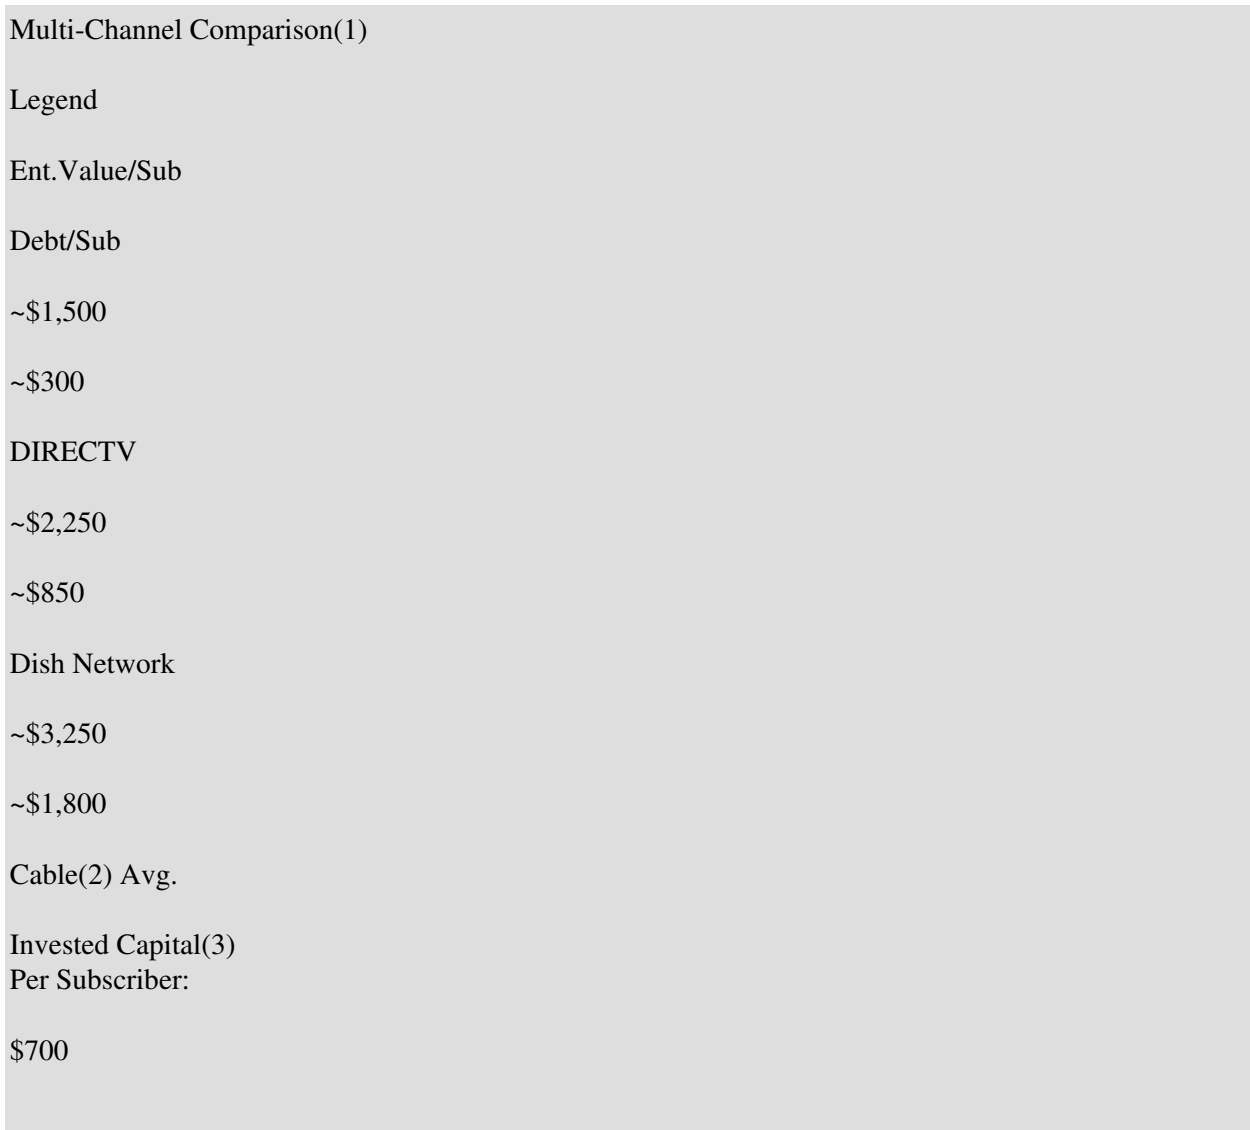 Multi-Channel Comparison(1)
Legend
Ent.Value/Sub
Debt/Sub
~$1,500
~$300
DIRECTV
~$2,250
~$850
Dish Network
~$3,250
~$1,800
Cable(2) Avg.
Invested Capital(3)
Per Subscriber:
$700